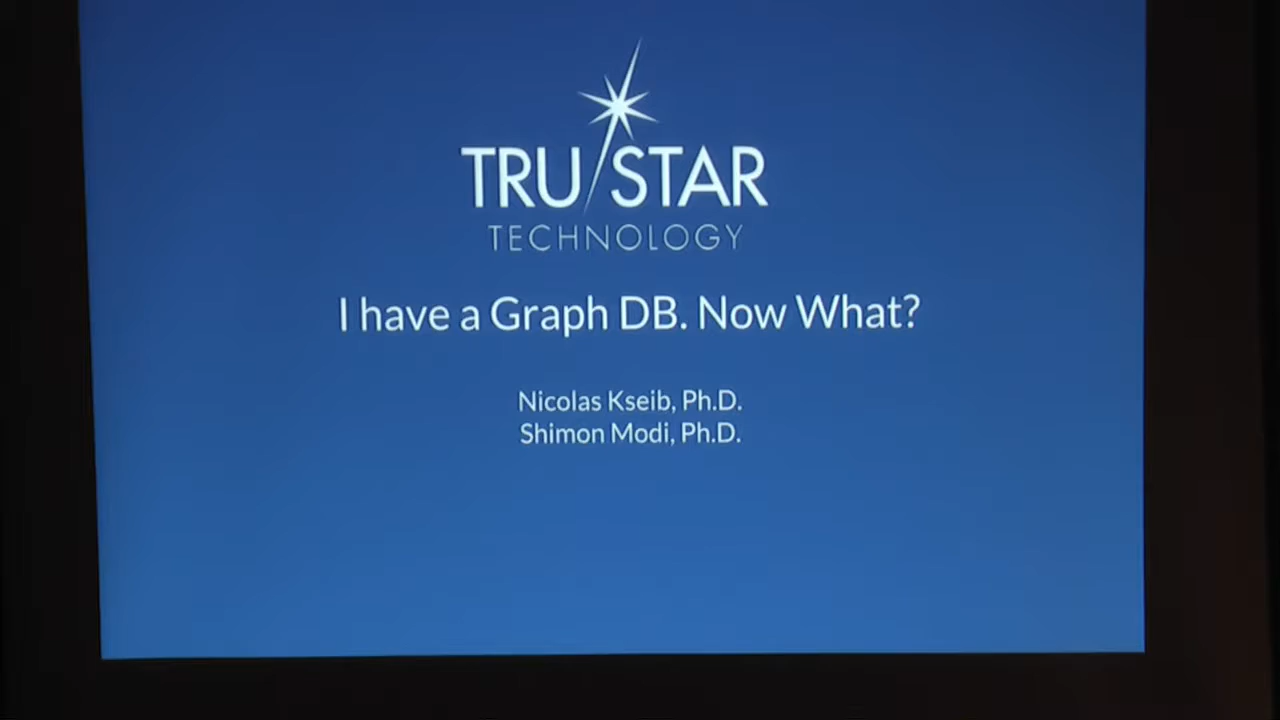 TRU/STAR
TECHNOLOGY
I have a Graph DB. Now What?
Nicolas Kseib, Ph.D.
Shimon Modi, Ph.D.